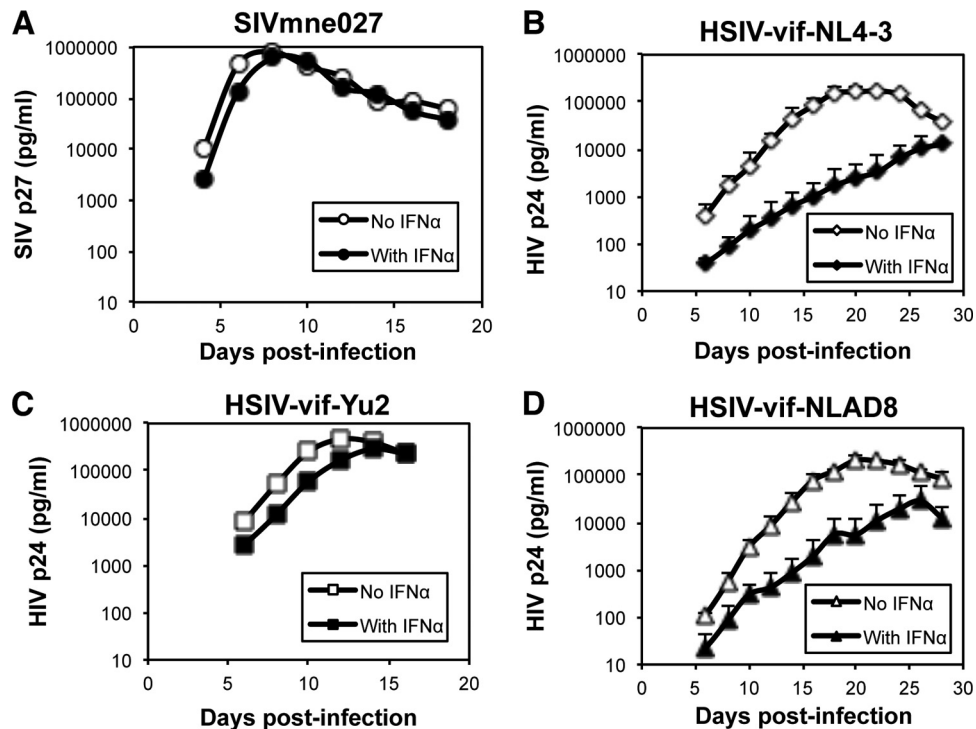 A
SIVmne027
SIV p27 (pg/ml)
1000000
100000
10000
1000
100
10
No IFNα
With IFNα
0 5 10 15 20
Days post-infection
B
HSIV-vif-NL4-3
HIV p24 (pg/ml)
1000000
100000
10000
1000
100
10
No IFNα
With IFNα
0 5 10 15 20 25 30
Days post-infection
C
HSIV-vif-Yu2
HIV p24 (pg/ml)
1000000
100000
10000
1000
100
10
No IFNα
With IFNα
0 5 10 15 20
Days post-infection
D
HSIV-vif-NLAD8
HIV p24 (pg/ml)
1000000
100000
10000
1000
100
10
No IFNα
With IFNα
0 5 10 15 20 25 30
Days post-infection